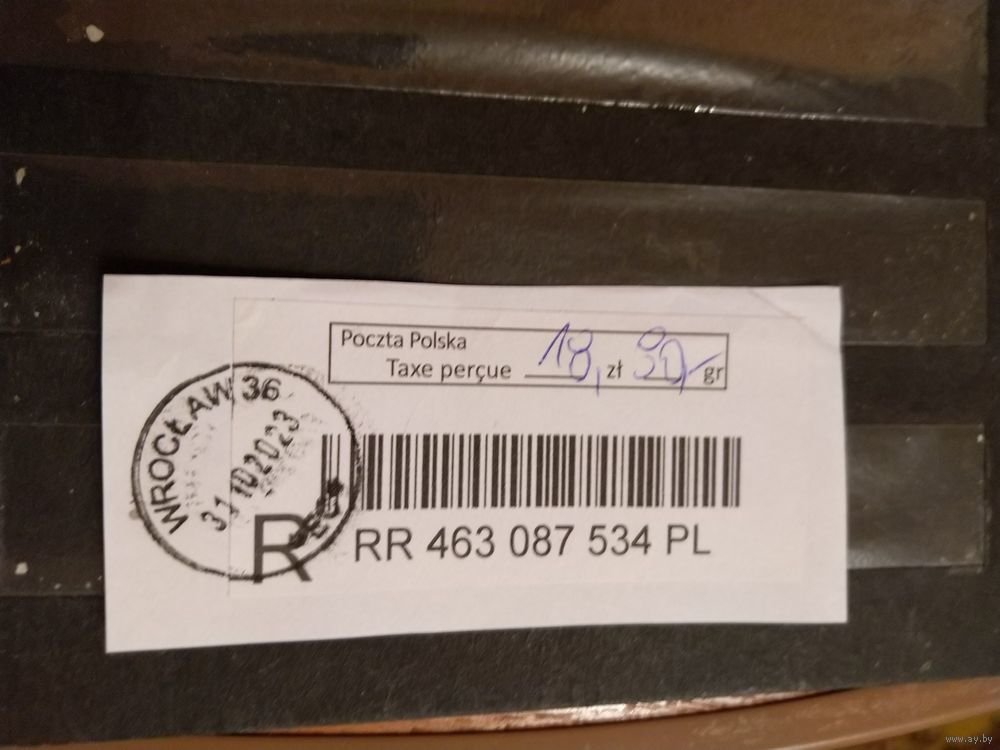 Poczta Polska
Taxe perçue 18, zł 90,- gr
WROCŁAW 36
31 10 2023
R
RR 463 087 534 PL
www.ay.by